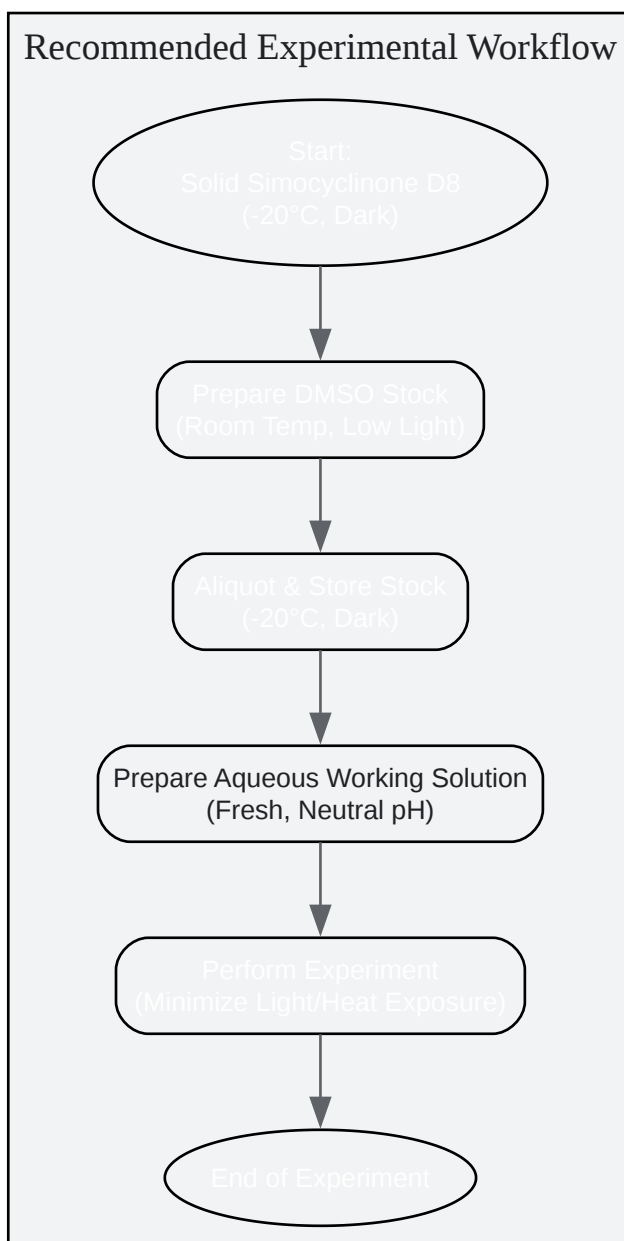 Recommended Experimental Workflow
Start:
Solid Simocyclinone D8
(-20°C, Dark)
Prepare DMSO Stock
(Room Temp, Low Light)
Aliquot & Store Stock
(-20°C, Dark)
Prepare Aqueous Working Solution
(Fresh, Neutral pH)
Perform Experiment
(Minimize Light/Heat Exposure)
End of Experiment